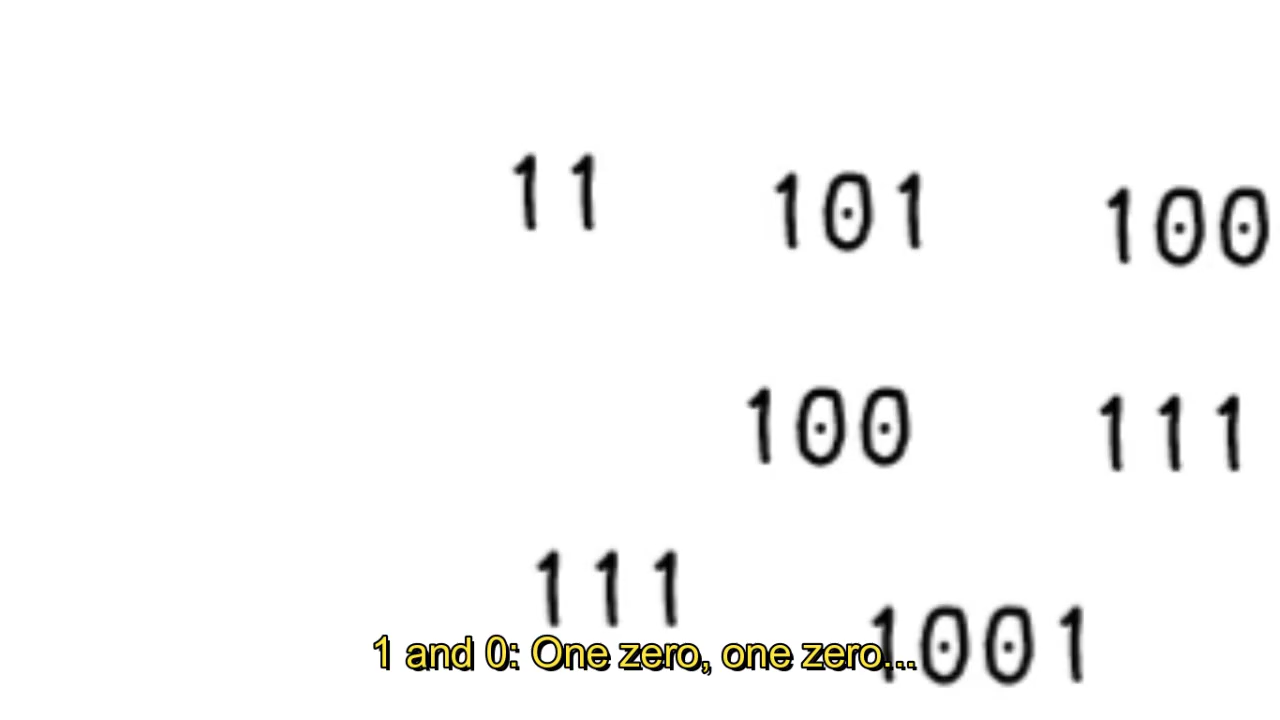 11 101 100
100 111
111 1001
1 and 0: One zero, one zero...